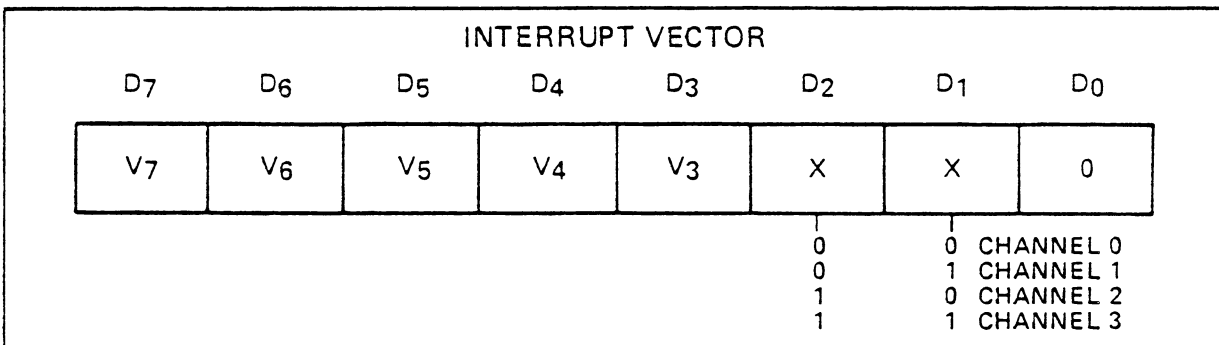 INTERRUPT VECTOR
D7 D6 D5 D4 D3 D2 D1 D0
V7 V6 V5 V4 V3 X X 0
0 0 CHANNEL 0
0 1 CHANNEL 1
1 0 CHANNEL 2
1 1 CHANNEL 3